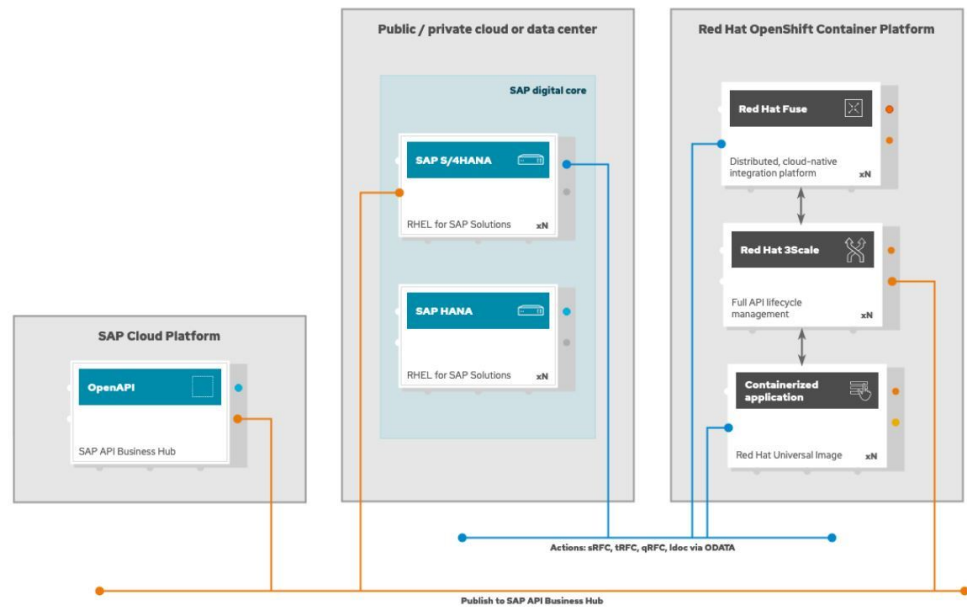 Public / private cloud or data center
SAP digital core
SAP S/4HANA
RHEL for SAP Solutions
xN
SAP HANA
RHEL for SAP Solutions
xN
Red Hat OpenShift Container Platform
Red Hat Fuse
Distributed, cloud-native
integration platform
xN
Red Hat 3Scale
Full API lifecycle
management
xN
Containerized
application
Red Hat Universal Image
xN
SAP Cloud Platform
OpenAPI
SAP API Business Hub
Actions: sRFC, tRFC, qRFC, Idoc via ODATA
Publish to SAP API Business Hub